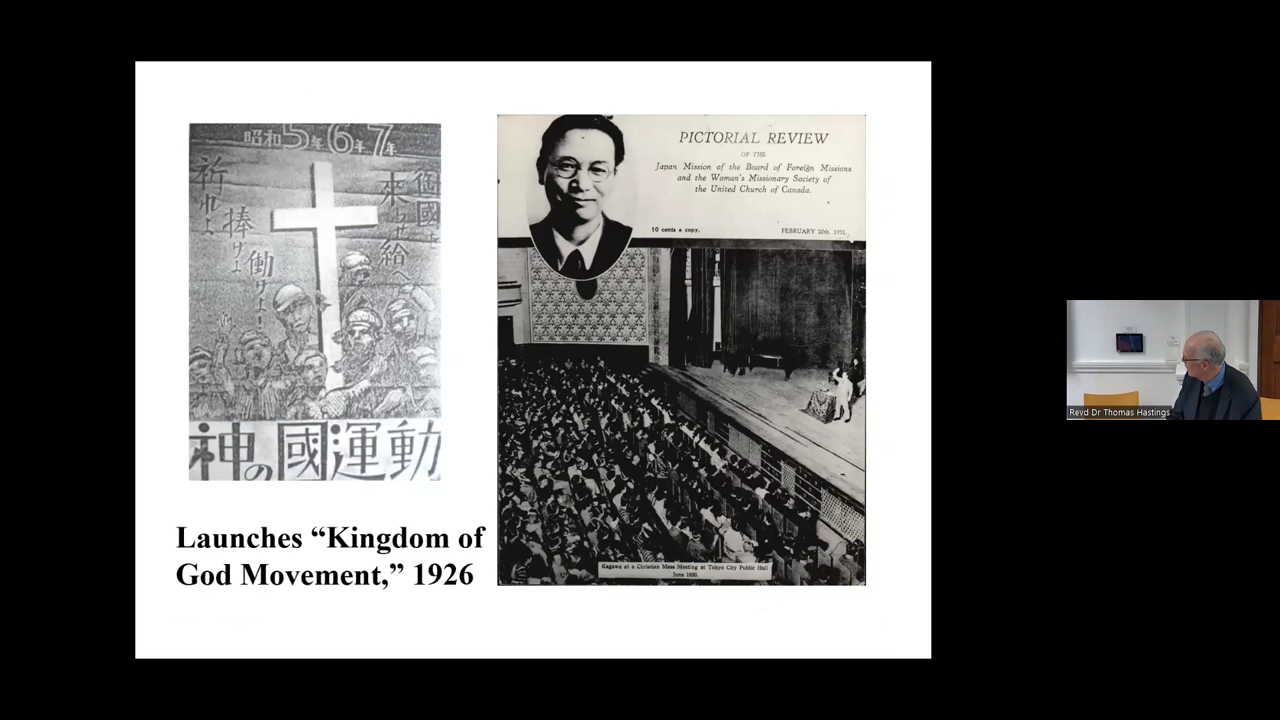 昭和5年6年7年
御國を
来らせ給へ
祈れよ
捧げよ
働けよー!
神の國運動
Launches “Kingdom of
God Movement,” 1926
PICTORIAL REVIEW
OF THE
Japan Mission of the Board of Foreign Missions
and the Woman's Missionary Society of
the United Church of Canada.
10 cents a copy.
FEBRUARY 20th, 1931.
Kagawa at a Christian Mass Meeting at Tokyo City Public Hall
June 1930.
Revd Dr Thomas Hastings